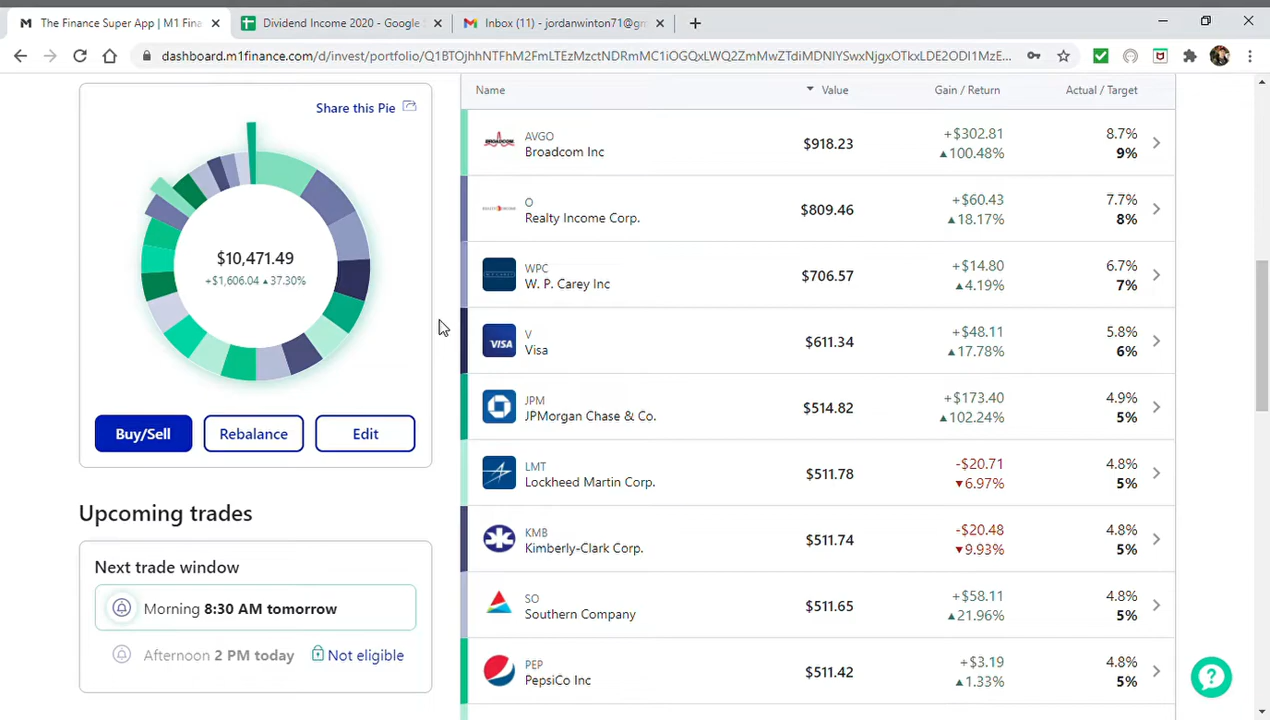 The Finance Super App | M1 Fina
Dividend Income 2020 - Google S
Inbox (11) - jordanwinton71@gm
dashboard.m1finance.com/d/invest/portfolio/Q1BTOjhhNTFhM2FmLTEzMzctNDRmMC1iOGQxLWQ2ZmMwZTdiMDNIYSwxNjgxOTkxLDE2ODI1MzE...
Share this Pie
$10,471.49
+$1,606.04 ▲37.30%
Buy/Sell
Rebalance
Edit
Upcoming trades
Next trade window
Morning 8:30 AM tomorrow
Afternoon 2 PM today
Not eligible
Name
Value
Gain / Return
Actual / Target
BROADCOM
AVGO
Broadcom Inc
$918.23
+$302.81
▲100.48%
8.7%
9%
O
Realty Income Corp.
$809.46
+$60.43
▲18.17%
7.7%
8%
WPC
W. P. Carey Inc
$706.57
+$14.80
▲4.19%
6.7%
7%
VISA
V
Visa
$611.34
+$48.11
▲17.78%
5.8%
6%
JPM
JPMorgan Chase & Co.
$514.82
+$173.40
▲102.24%
4.9%
5%
LMT
Lockheed Martin Corp.
$511.78
-$20.71
▼6.97%
4.8%
5%
KMB
Kimberly-Clark Corp.
$511.74
-$20.48
▼9.93%
4.8%
5%
SO
Southern Company
$511.65
+$58.11
▲21.96%
4.8%
5%
PEP
PepsiCo Inc
$511.42
+$3.19
▲1.33%
4.8%
5%